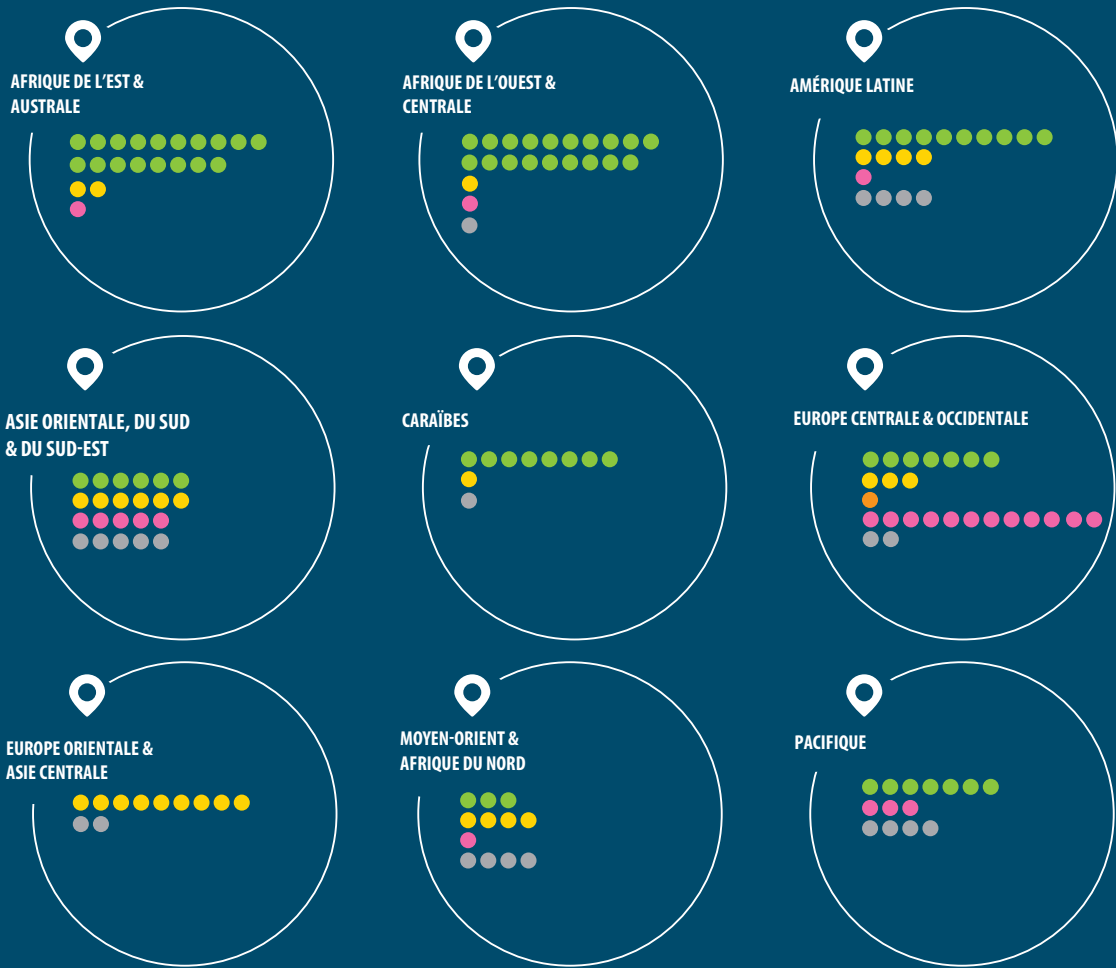 AFRIQUE DE L'EST &
AUSTRALE
AFRIQUE DE L'OUEST &
CENTRALE
AMÉRIQUE LATINE
ASIE ORIENTALE, DU SUD
& DU SUD-EST
CARAÏBES
EUROPE CENTRALE & OCCIDENTALE
EUROPE ORIENTALE &
ASIE CENTRALE
MOYEN-ORIENT &
AFRIQUE DU NORD
PACIFIQUE